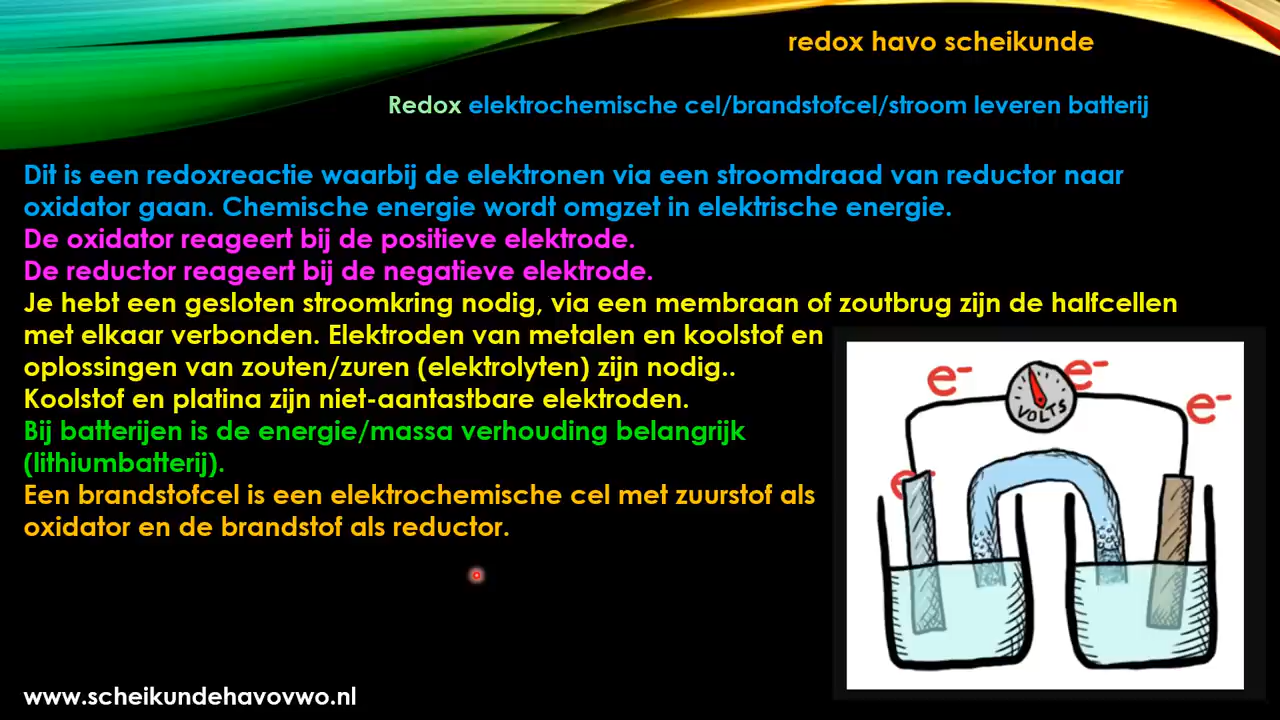 redox havo scheikunde
Redox elektrochemische cel/brandstofcel/stroom leveren batterij
Dit is een redoxreactie waarbij de elektronen via een stroomdraad van reductor naar
oxidator gaan. Chemische energie wordt omgzet in elektrische energie.
De oxidator reageert bij de positieve elektrode.
De reductor reageert bij de negatieve elektrode.
Je hebt een gesloten stroomkring nodig, via een membraan of zoutbrug zijn de halfcellen
met elkaar verbonden. Elektroden van metalen en koolstof en
oplossingen van zouten/zuren (elektrolyten) zijn nodig..
Koolstof en platina zijn niet-aantastbare elektroden.
Bij batterijen is de energie/massa verhouding belangrijk
(lithiumbatterij).
Een brandstofcel is een elektrochemische cel met zuurstof als
oxidator en de brandstof als reductor.
e-
e-
e-
VOLTS
e-
www.scheikundehavovwo.nl